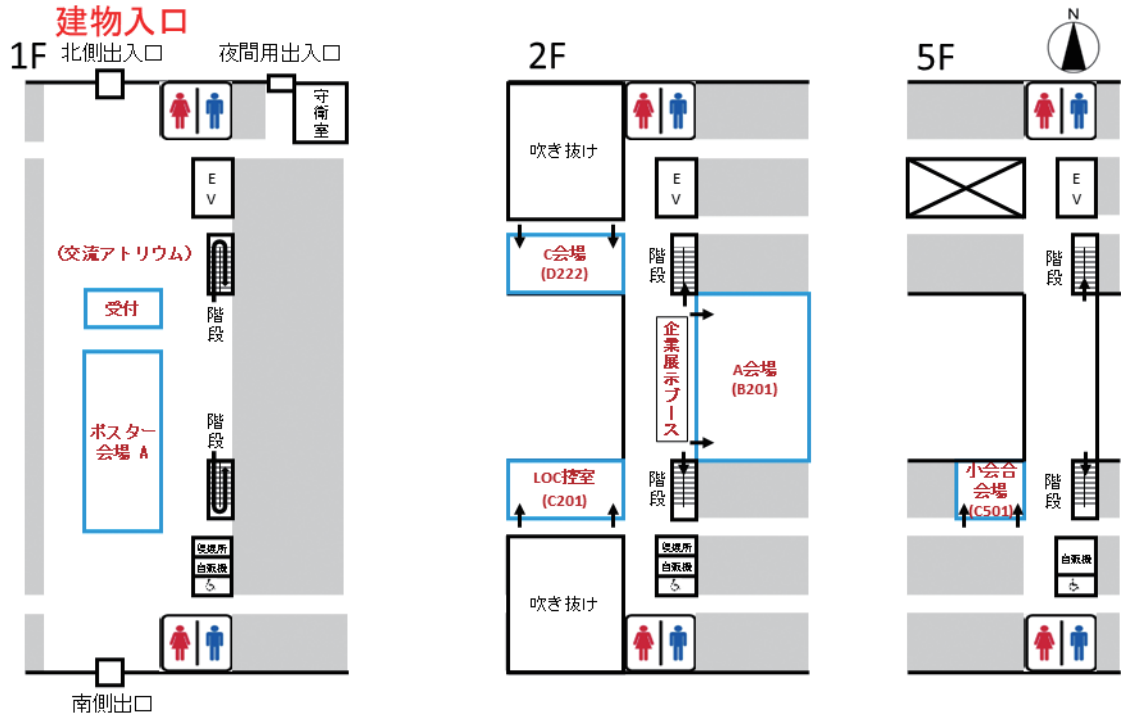 建物入口
1F
北側出入口
夜間用出入口
守
衛
室
E
V
(交流アトリウム)
受付
階
段
ポスター
会場 A
階
段
自販機
南側出口
2F
吹き抜け
E
V
C会場
(D222)
階
段
企
業
展
示
ブ
ー
ス
A会場
(B201)
LOC控室
(C201)
階
段
自販機
吹き抜け
N
5F
E
V
階
段
小会合
会場
(C501)
階
段
自販機